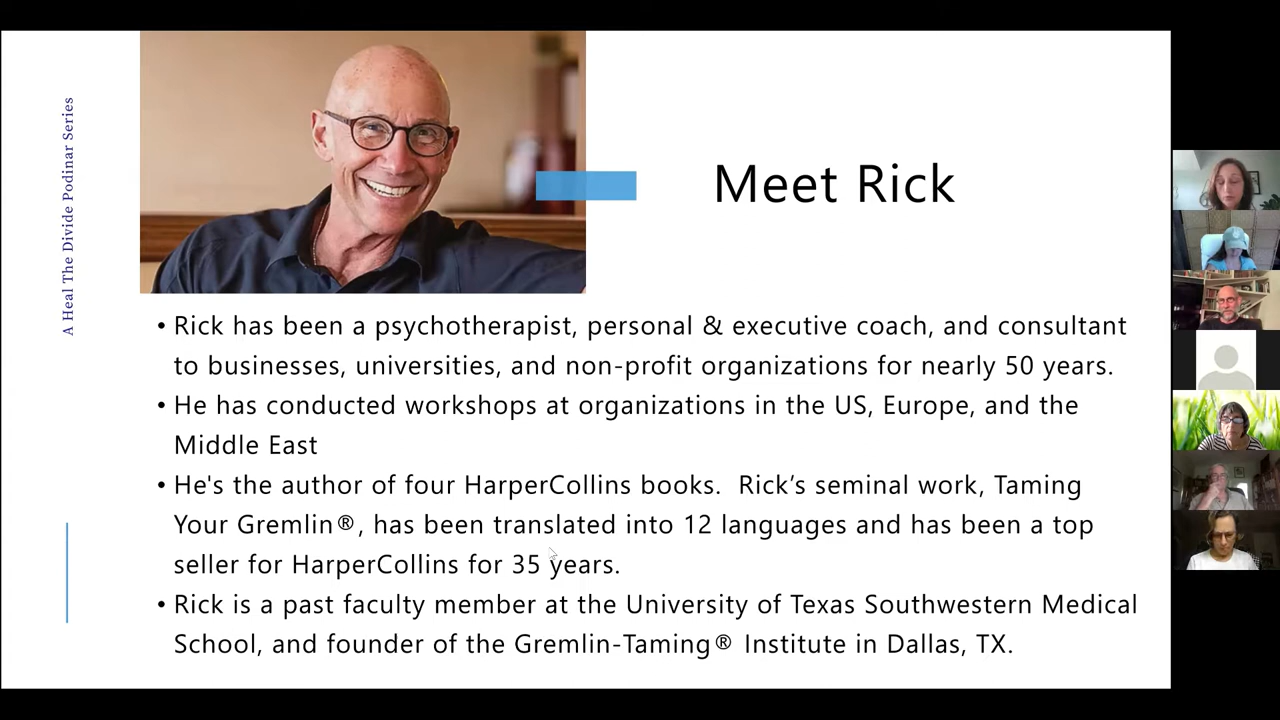 A Heal The Divide Podinar Series
Meet Rick
• Rick has been a psychotherapist, personal & executive coach, and consultant
to businesses, universities, and non-profit organizations for nearly 50 years.
• He has conducted workshops at organizations in the US, Europe, and the
Middle East
• He's the author of four HarperCollins books.  Rick’s seminal work, Taming
Your Gremlin®, has been translated into 12 languages and has been a top
seller for HarperCollins for 35 years.
• Rick is a past faculty member at the University of Texas Southwestern Medical
School, and founder of the Gremlin-Taming® Institute in Dallas, TX.